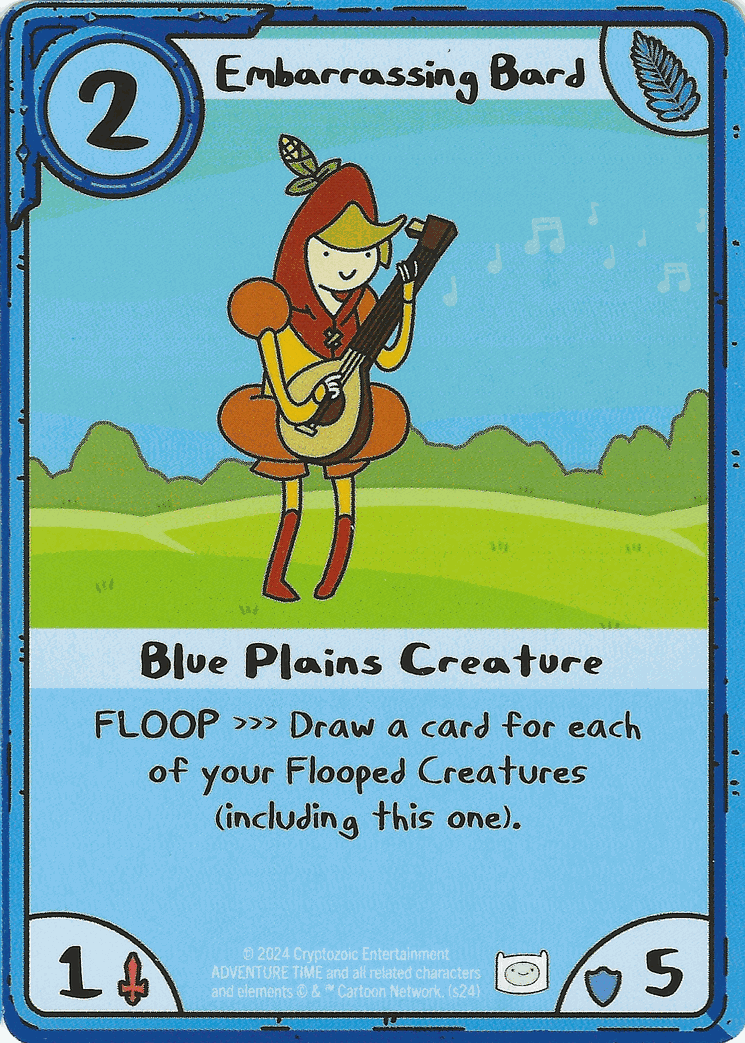 2
Embarrassing Bard
Blue Plains Creature
FLOOP >>> Draw a card for each
of your Flooped Creatures
(including this one).
1
© 2024 Cryptozoic Entertainment
ADVENTURE TIME and all related characters
and elements © & ™ Cartoon Network. (s24)
5